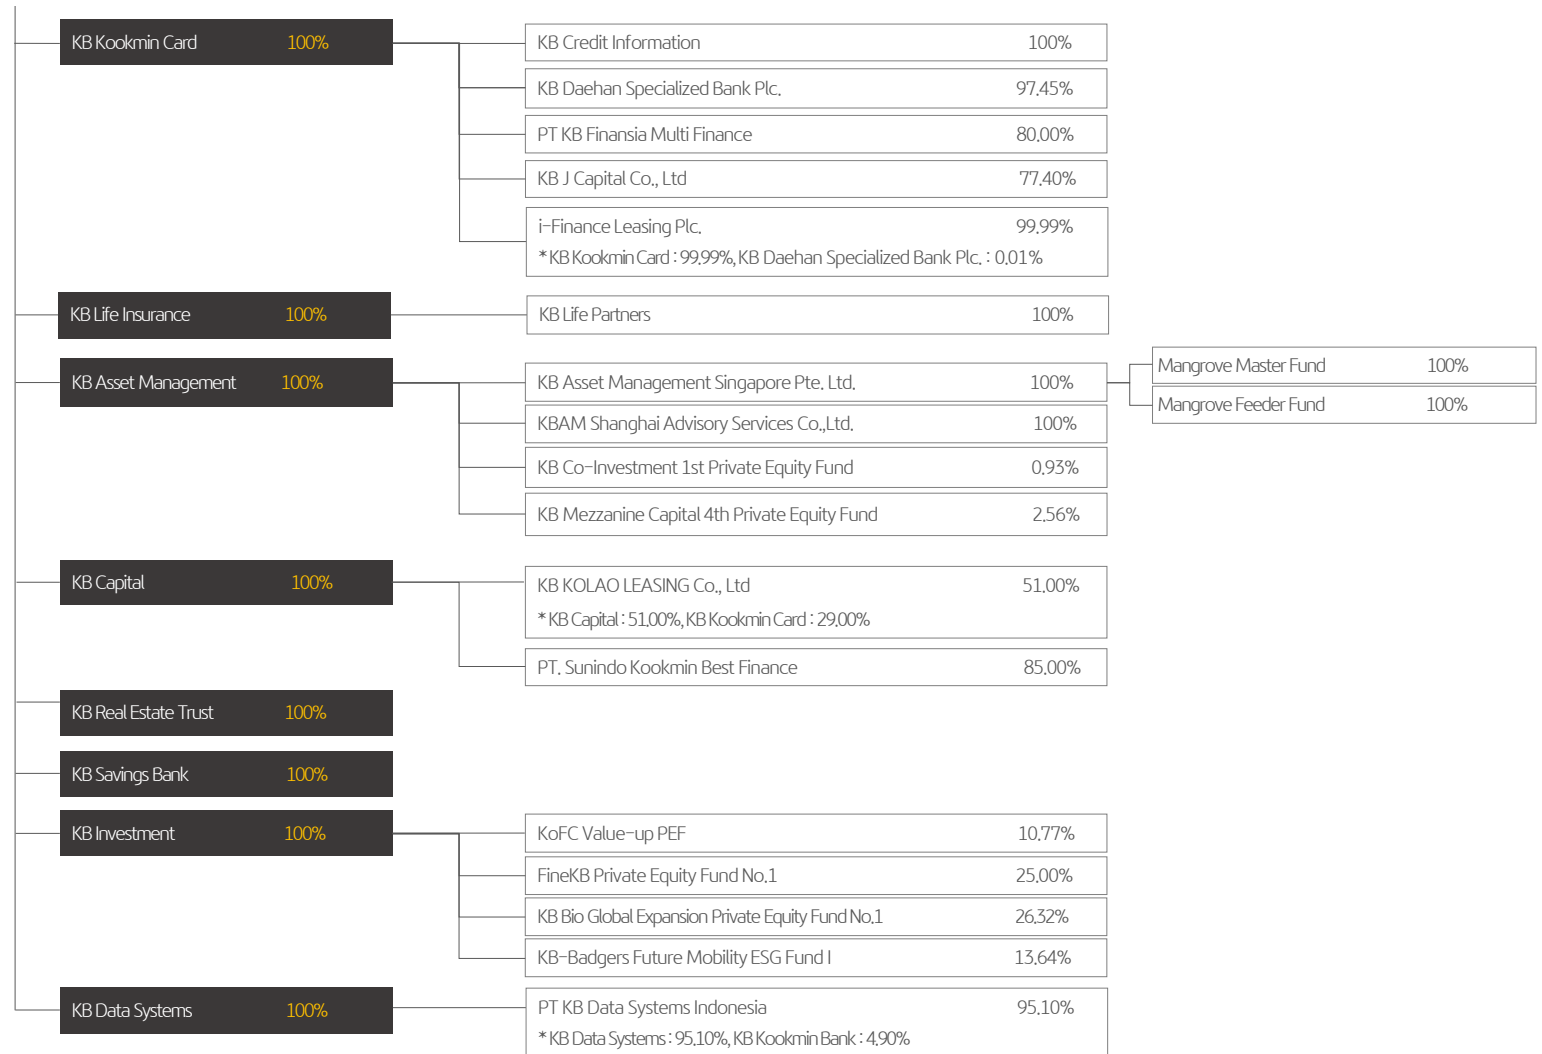 KB Kookmin Card 100%
KB Credit Information 100%
KB Daehan Specialized Bank Plc. 97.45%
PT KB Finansia Multi Finance 80.00%
KB J Capital Co., Ltd 77.40%
i-Finance Leasing Plc. 99.99%
* KB Kookmin Card : 99.99%, KB Daehan Specialized Bank Plc. : 0.01%
KB Life Insurance 100%
KB Life Partners 100%
KB Asset Management 100%
KB Asset Management Singapore Pte. Ltd. 100%
Mangrove Master Fund 100%
Mangrove Feeder Fund 100%
KBAM Shanghai Advisory Services Co.,Ltd. 100%
KB Co-Investment 1st Private Equity Fund 0.93%
KB Mezzanine Capital 4th Private Equity Fund 2.56%
KB Capital 100%
KB KOLAO LEASING Co., Ltd 51.00%
* KB Capital : 51.00%, KB Kookmin Card : 29.00%
PT. Sunindo Kookmin Best Finance 85.00%
KB Real Estate Trust 100%
KB Savings Bank 100%
KB Investment 100%
KoFC Value-up PEF 10.77%
FineKB Private Equity Fund No.1 25.00%
KB Bio Global Expansion Private Equity Fund No.1 26.32%
KB-Badgers Future Mobility ESG Fund I 13.64%
KB Data Systems 100%
PT KB Data Systems Indonesia 95.10%
* KB Data Systems : 95.10%, KB Kookmin Bank : 4.90%